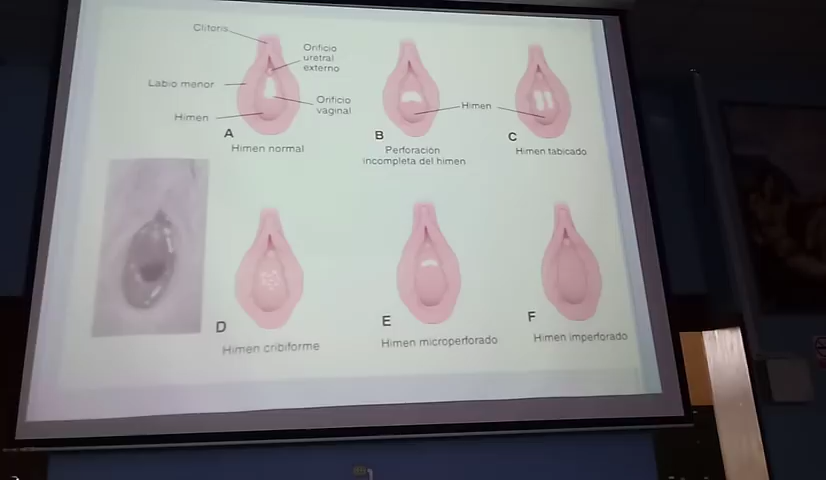 Clítoris
Orificio
uretral
externo
Labio menor
Orificio
vaginal
Himen
A
Himen normal
B
Perforación
incompleta del himen
Himen
C
Himen tabicado
D
Himen cribiforme
E
Himen microperforado
F
Himen imperforado